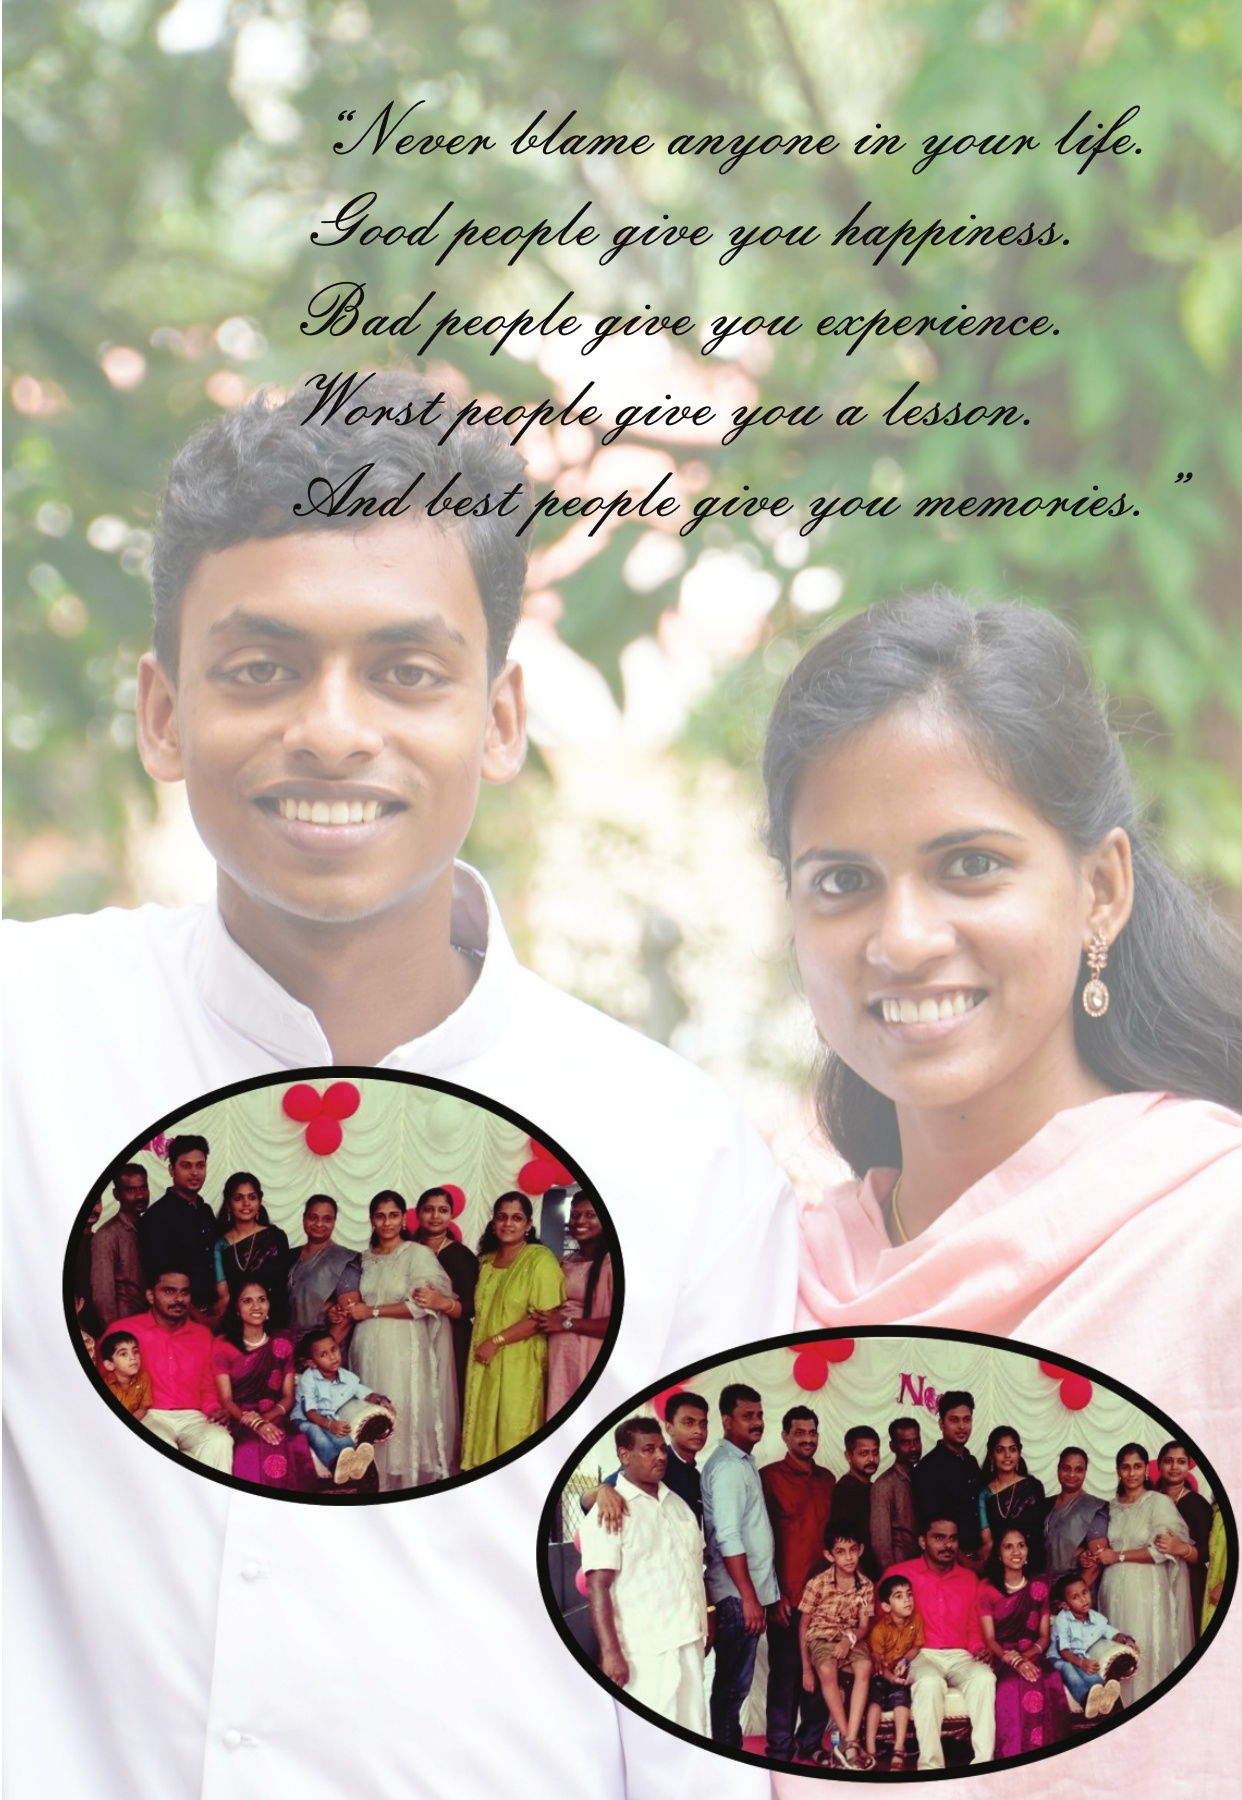 “Never blame anyone in your life.
Good people give you happiness.
Bad people give you experience.
Worst people give you a lesson.
And best people give you memories. ”